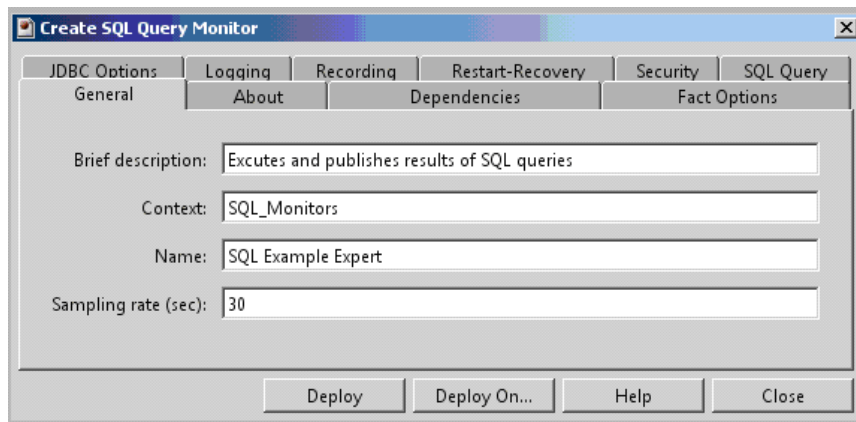 Create SQL Query Monitor
JDBC Options Logging Recording Restart-Recovery Security SQL Query
General About Dependencies Fact Options
Brief description: Excutes and publishes results of SQL queries
Context: SQL_Monitors
Name: SQL Example Expert
Sampling rate (sec): 30
Deploy Deploy On... Help Close